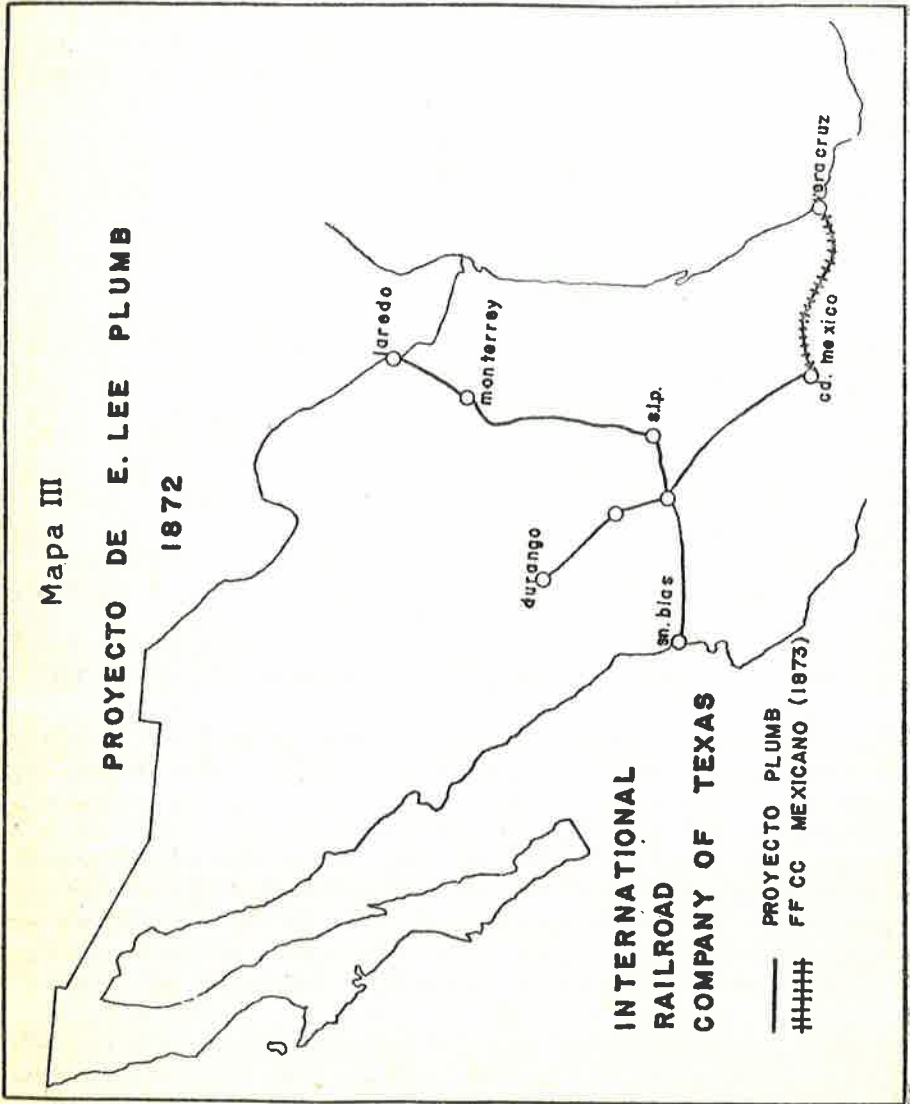 Mapa III
PROYECTO DE E. LEE PLUMB
1872
laredo
monterrey
s.l.p.
durango
sn. blas
cd. mexico
veracruz
INTERNATIONAL
RAILROAD
COMPANY OF TEXAS
PROYECTO PLUMB
FF CC MEXICANO (1873)